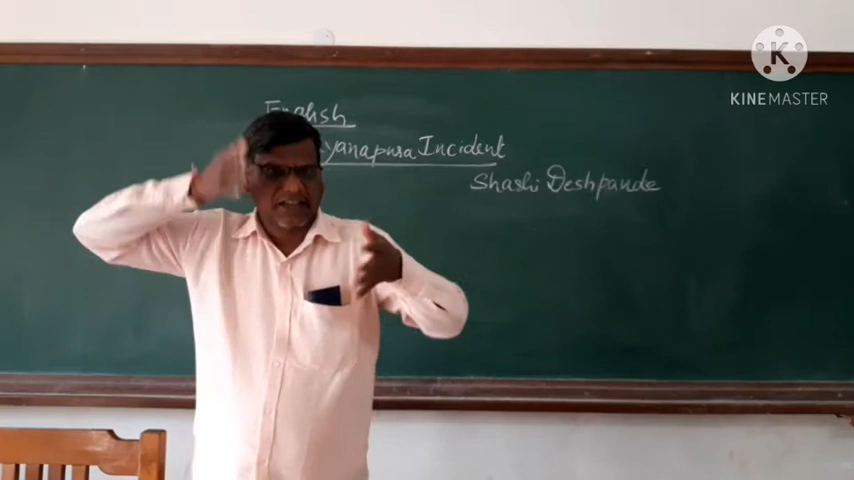 English
Incident
Shashi Deshpande
K
KINEMASTER